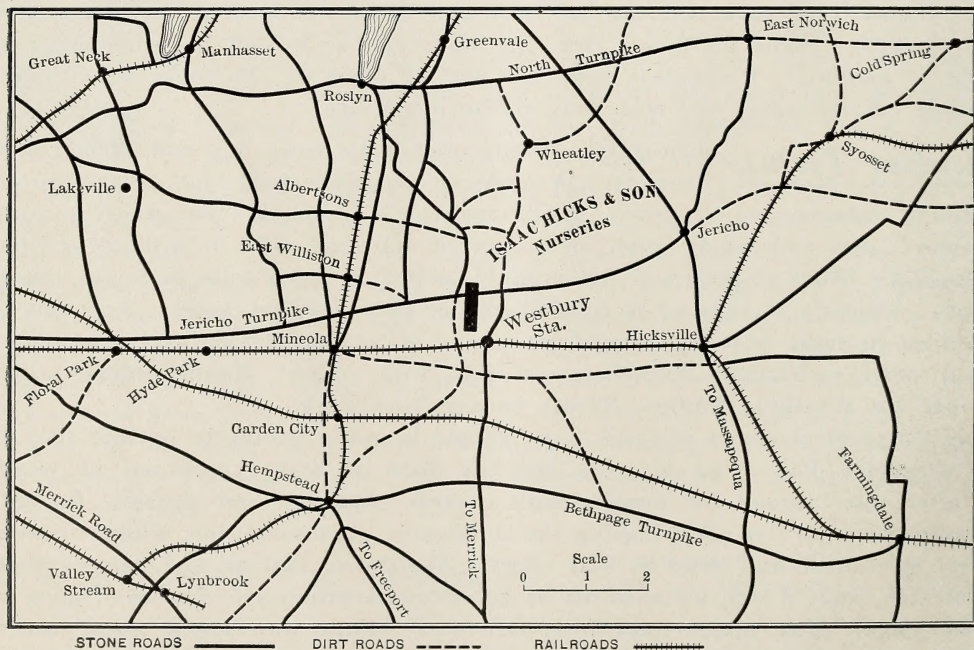 East Norwich
Greenvale
Manhasset
Great Neck
North Turnpike
Cold Spring
Roslyn
Wheatley
Syosset
Lakeville
Albertsons
ISAAC HICKS & SON
Nurseries
Jericho
East Williston
Jericho Turnpike
Westbury
Sta.
Mineola
Hicksville
Floral Park
Hyde Park
Garden City
To Massapequa
Farmingdale
Hempstead
Merrick Road
To Merrick
Bethpage Turnpike
To Freeport
Scale
0 1 2
Valley
Stream
Lynbrook
STONE ROADS DIRT ROADS RAILROADS